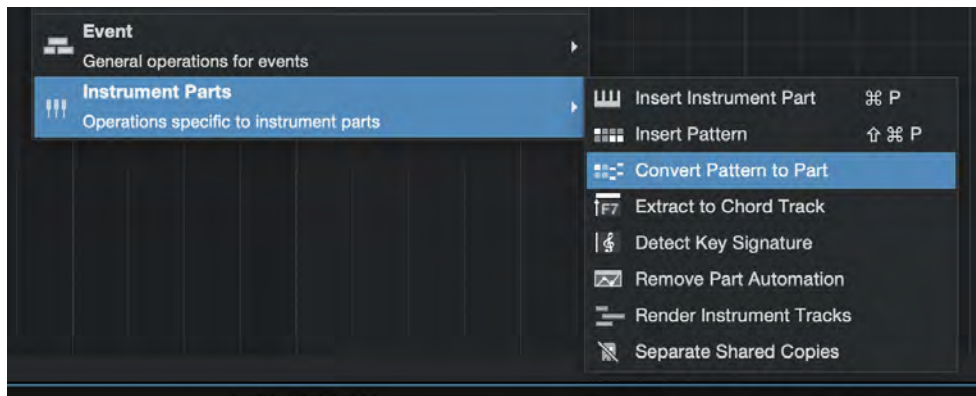 Event
General operations for events
Instrument Parts
Operations specific to instrument parts
Insert Instrument Part ⌘ P
Insert Pattern ⇧ ⌘ P
Convert Pattern to Part
F7 Extract to Chord Track
Detect Key Signature
Remove Part Automation
Render Instrument Tracks
Separate Shared Copies